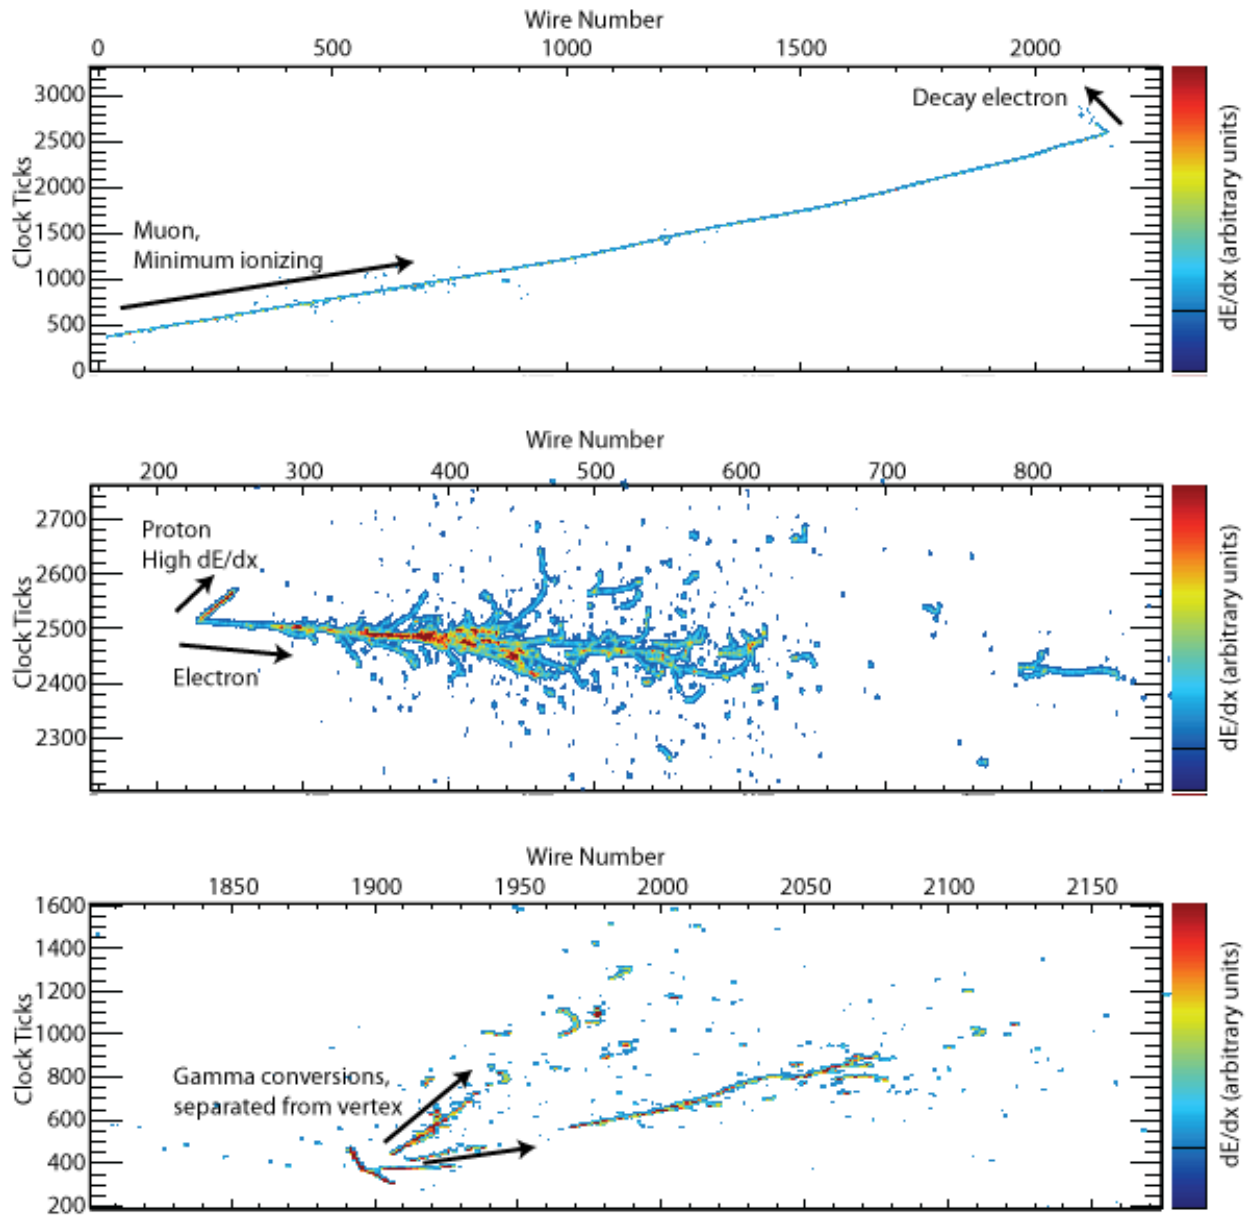 Wire Number
0 500 1000 1500 2000
3000
2500
2000
1500
1000
500
0
Clock Ticks
Decay electron
Muon,
Minimum ionizing
dE/dx (arbitrary units)
Wire Number
200 300 400 500 600 700 800
2700
2600
2500
2400
2300
Clock Ticks
Proton
High dE/dx
Electron
dE/dx (arbitrary units)
Wire Number
1850 1900 1950 2000 2050 2100 2150
1600
1400
1200
1000
800
600
400
200
Clock Ticks
Gamma conversions,
separated from vertex
dE/dx (arbitrary units)